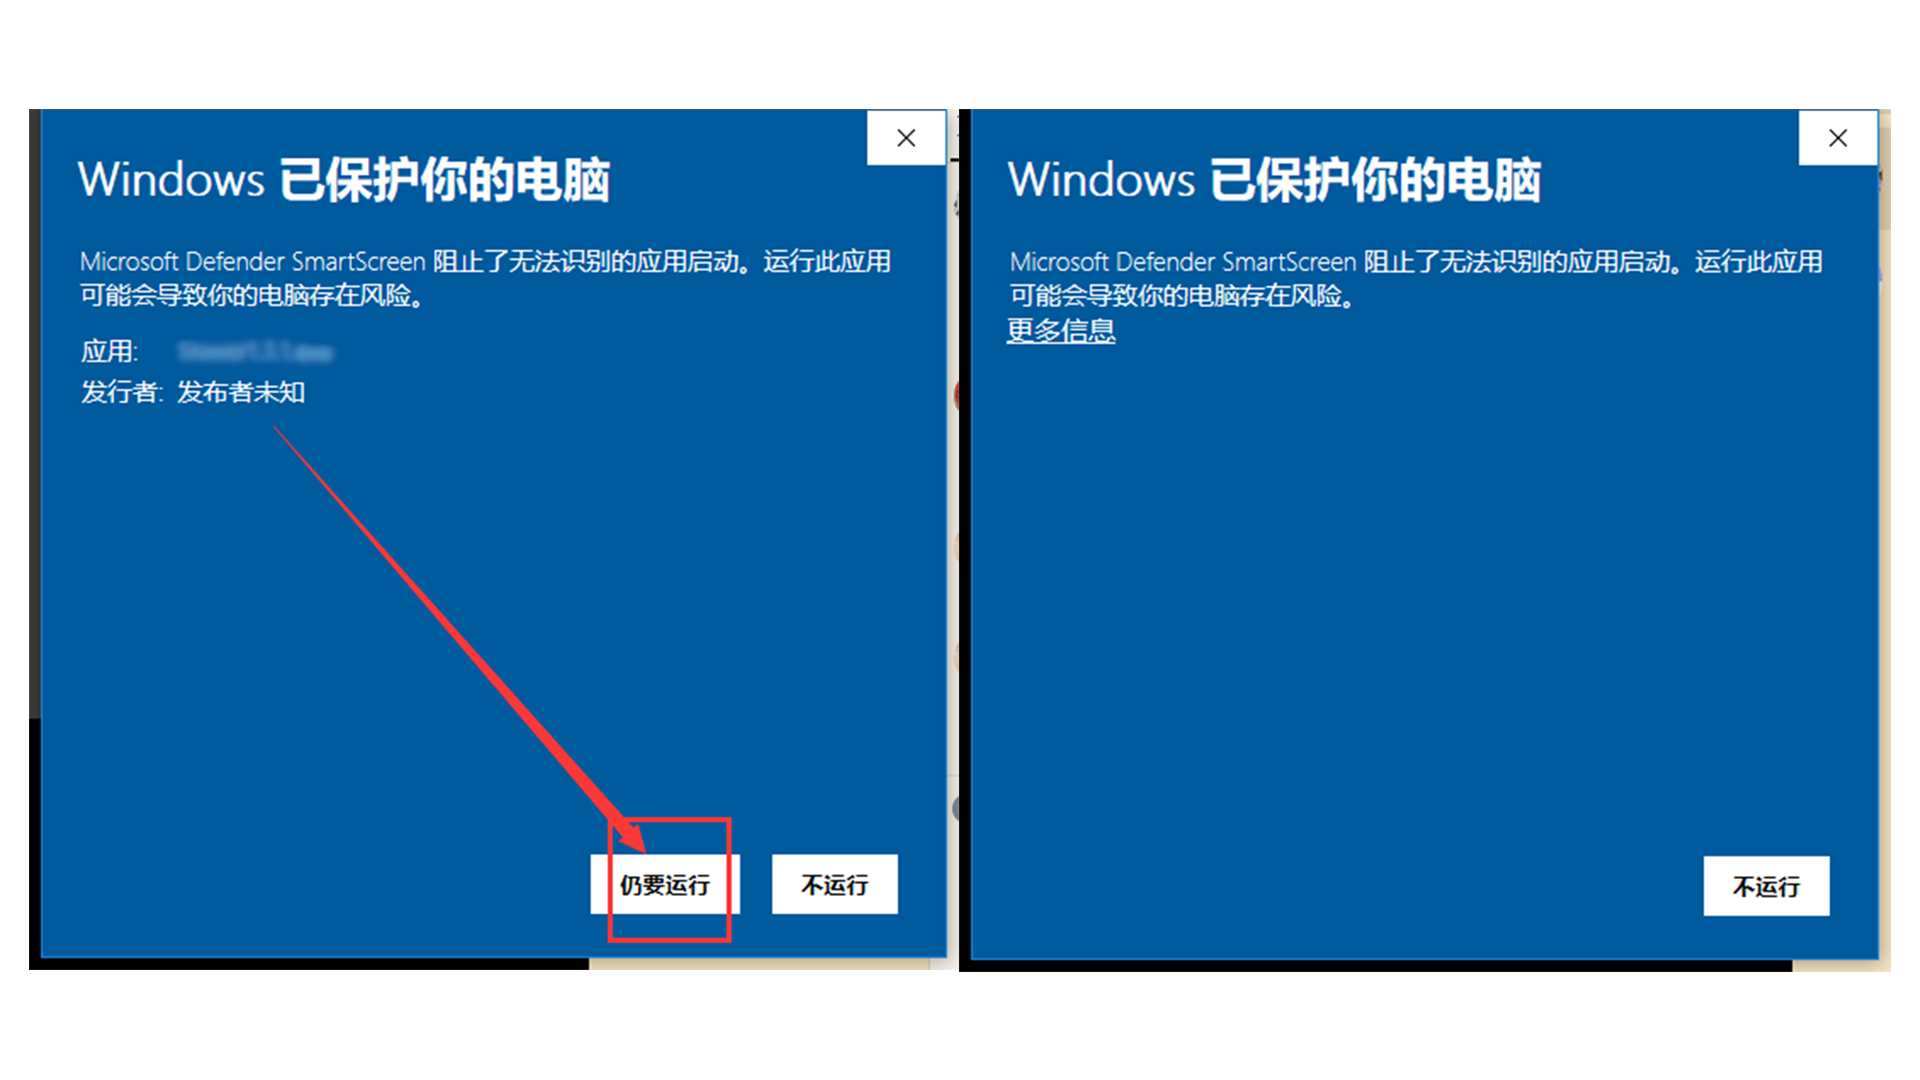 Windows 已保护你的电脑
Microsoft Defender SmartScreen 阻止了无法识别的应用启动。运行此应用
可能会导致你的电脑存在风险。
应用:
发行者: 发布者未知
仍要运行
不运行
Windows 已保护你的电脑
Microsoft Defender SmartScreen 阻止了无法识别的应用启动。运行此应用
可能会导致你的电脑存在风险。
更多信息
不运行